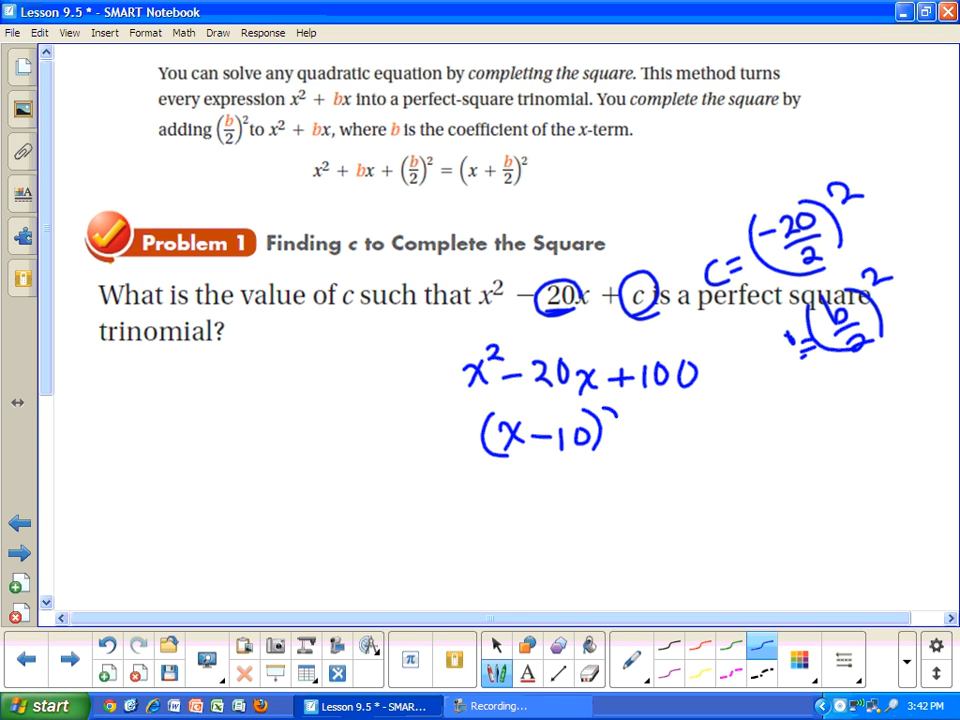 Lesson 9.5 * - SMART Notebook
File Edit View Insert Format Math Draw Response Help
You can solve any quadratic equation by completing the square. This method turns
every expression x² + bx into a perfect-square trinomial. You complete the square by
adding (b/2)² to x² + bx, where b is the coefficient of the x-term.
x² + bx + (b/2)² = (x + b/2)²
Problem 1 Finding c to Complete the Square
c = (-20/2)²
What is the value of c such that x² − 20x + c is a perfect square
trinomial?
= (b/2)²
x² - 20x + 100
(x - 10)
start
Lesson 9.5 * - SMAR...
Recording...
3:42 PM